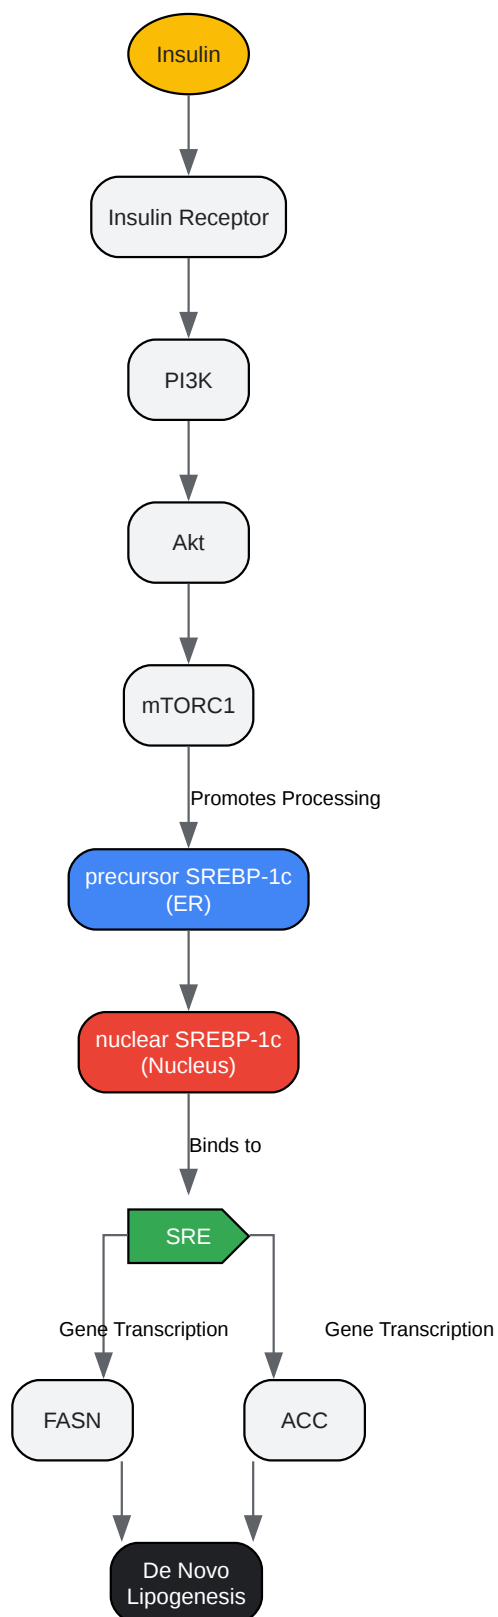 Insulin
Insulin Receptor
PI3K
Akt
mTORC1
Promotes Processing
precursor SREBP-1c
(ER)
nuclear SREBP-1c
(Nucleus)
Binds to
SRE
Gene Transcription
Gene Transcription
FASN
ACC
De Novo
Lipogenesis